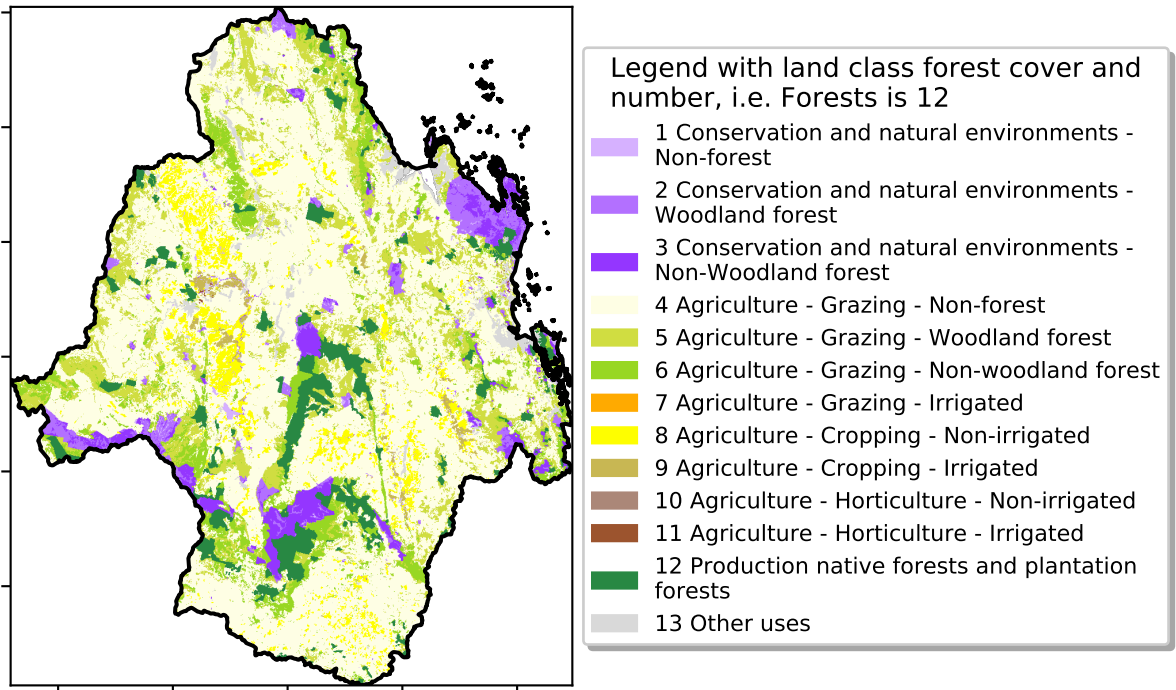 Legend with land class forest cover and
number, i.e. Forests is 12
1 Conservation and natural environments -
Non-forest
2 Conservation and natural environments -
Woodland forest
3 Conservation and natural environments -
Non-Woodland forest
4 Agriculture - Grazing - Non-forest
5 Agriculture - Grazing - Woodland forest
6 Agriculture - Grazing - Non-woodland forest
7 Agriculture - Grazing - Irrigated
8 Agriculture - Cropping - Non-irrigated
9 Agriculture - Cropping - Irrigated
10 Agriculture - Horticulture - Non-irrigated
11 Agriculture - Horticulture - Irrigated
12 Production native forests and plantation
forests
13 Other uses